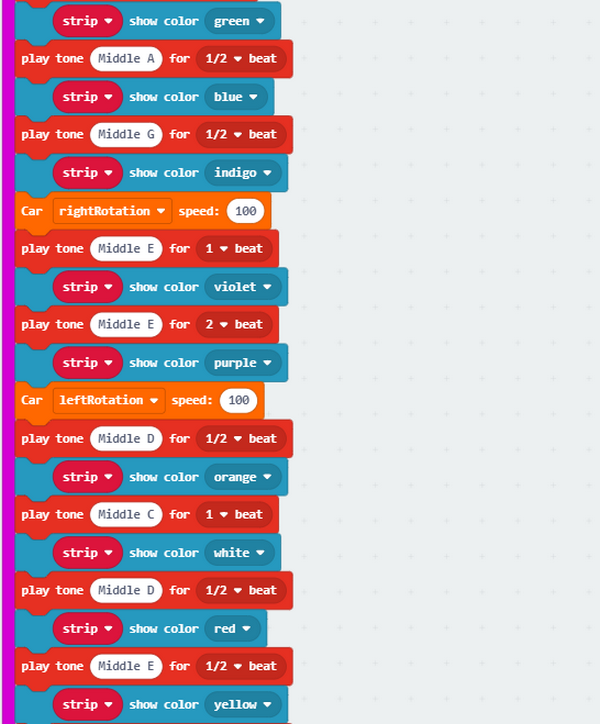 strip show color green
play tone Middle A for 1/2 beat
strip show color blue
play tone Middle G for 1/2 beat
strip show color indigo
Car rightRotation speed: 100
play tone Middle E for 1 beat
strip show color violet
play tone Middle E for 2 beat
strip show color purple
Car leftRotation speed: 100
play tone Middle D for 1/2 beat
strip show color orange
play tone Middle C for 1 beat
strip show color white
play tone Middle D for 1/2 beat
strip show color red
play tone Middle E for 1/2 beat
strip show color yellow